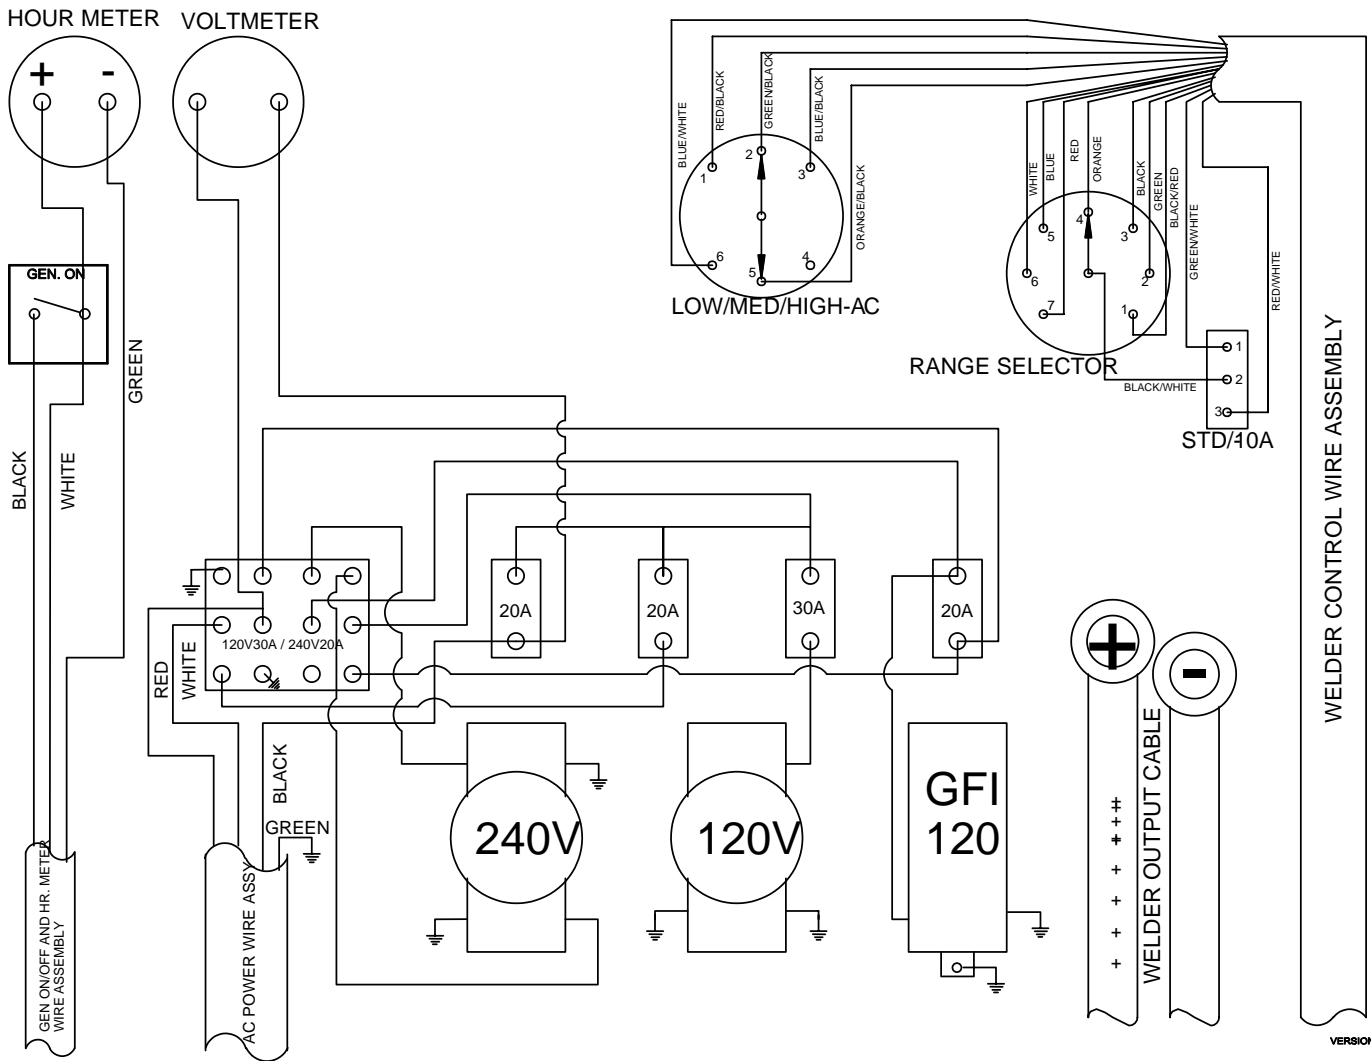 HOUR METER
VOLTMETER
+
-
GEN. ON
GREEN
BLACK
WHITE
BLUE/WHITE
RED/BLACK
GREEN/BLACK
BLUE/BLACK
ORANGE/BLACK
1
2
3
4
5
6
LOW/MED/HIGH-AC
WHITE
BLUE
RED
ORANGE
BLACK
GREEN
BLACK/RED
GREEN/WHITE
RED/WHITE
1
2
3
4
5
6
7
RANGE SELECTOR
BLACK/WHITE
1
2
3
STD/10A
WELDER CONTROL WIRE ASSEMBLY
120V30A / 240V20A
20A
20A
30A
20A
RED
WHITE
BLACK
GREEN
240V
120V
GFI
120
+
-
WELDER OUTPUT CABLE
GEN ON/OFF AND HR. METER
WIRE ASSEMBLY
AC POWER WIRE ASSY
VERSION